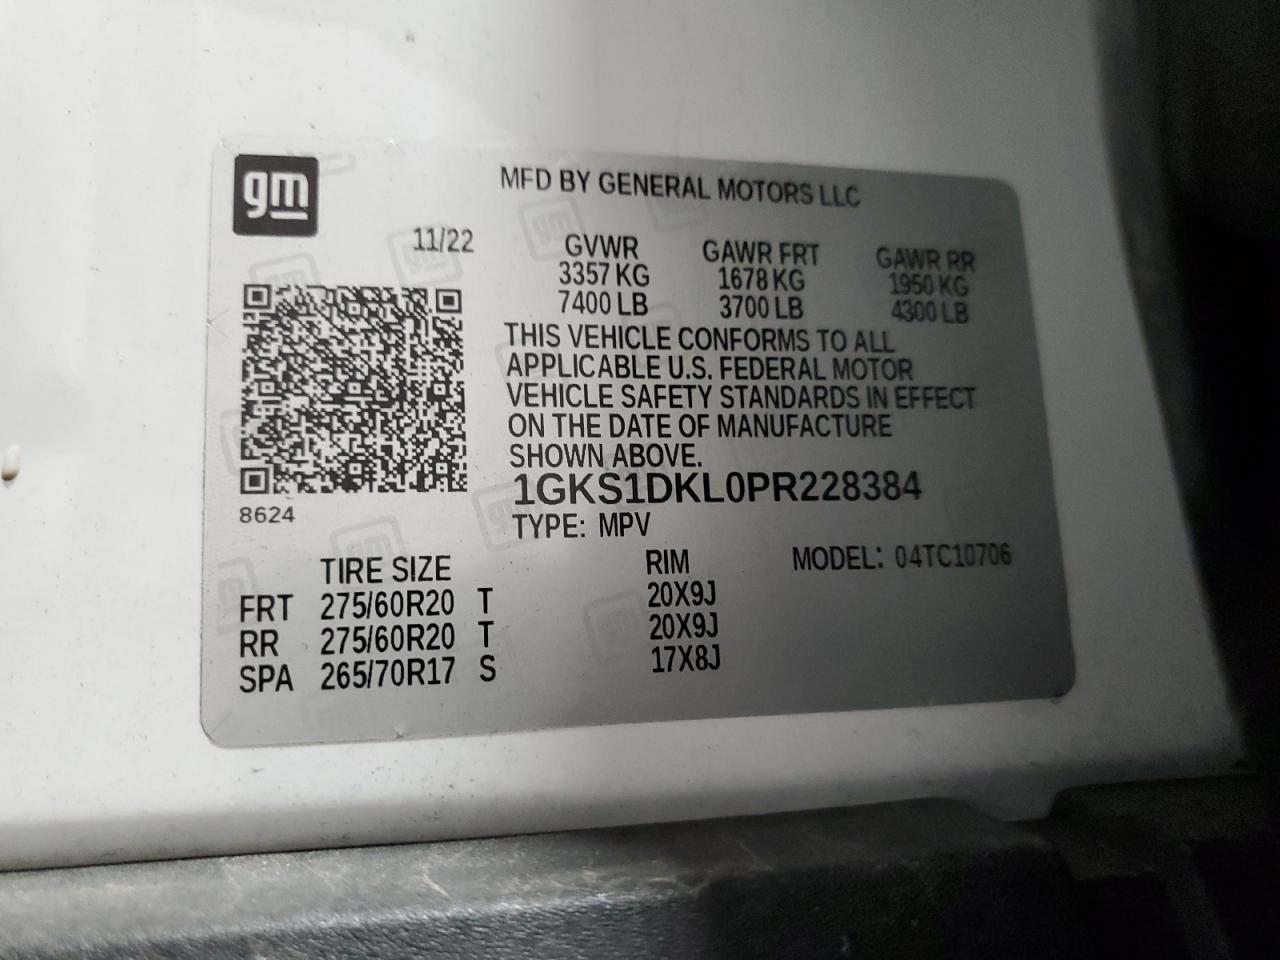 gm
MFD BY GENERAL MOTORS LLC
11/22
GVWR GAWR FRT GAWR RR
3357 KG 1678 KG 1950 KG
7400 LB 3700 LB 4300 LB
THIS VEHICLE CONFORMS TO ALL
APPLICABLE U.S. FEDERAL MOTOR
VEHICLE SAFETY STANDARDS IN EFFECT
ON THE DATE OF MANUFACTURE
SHOWN ABOVE.
1GKS1DKL0PR228384
8624
TYPE: MPV
TIRE SIZE RIM MODEL: 04TC10706
FRT 275/60R20 T 20X9J
RR 275/60R20 T 20X9J
SPA 265/70R17 S 17X8J